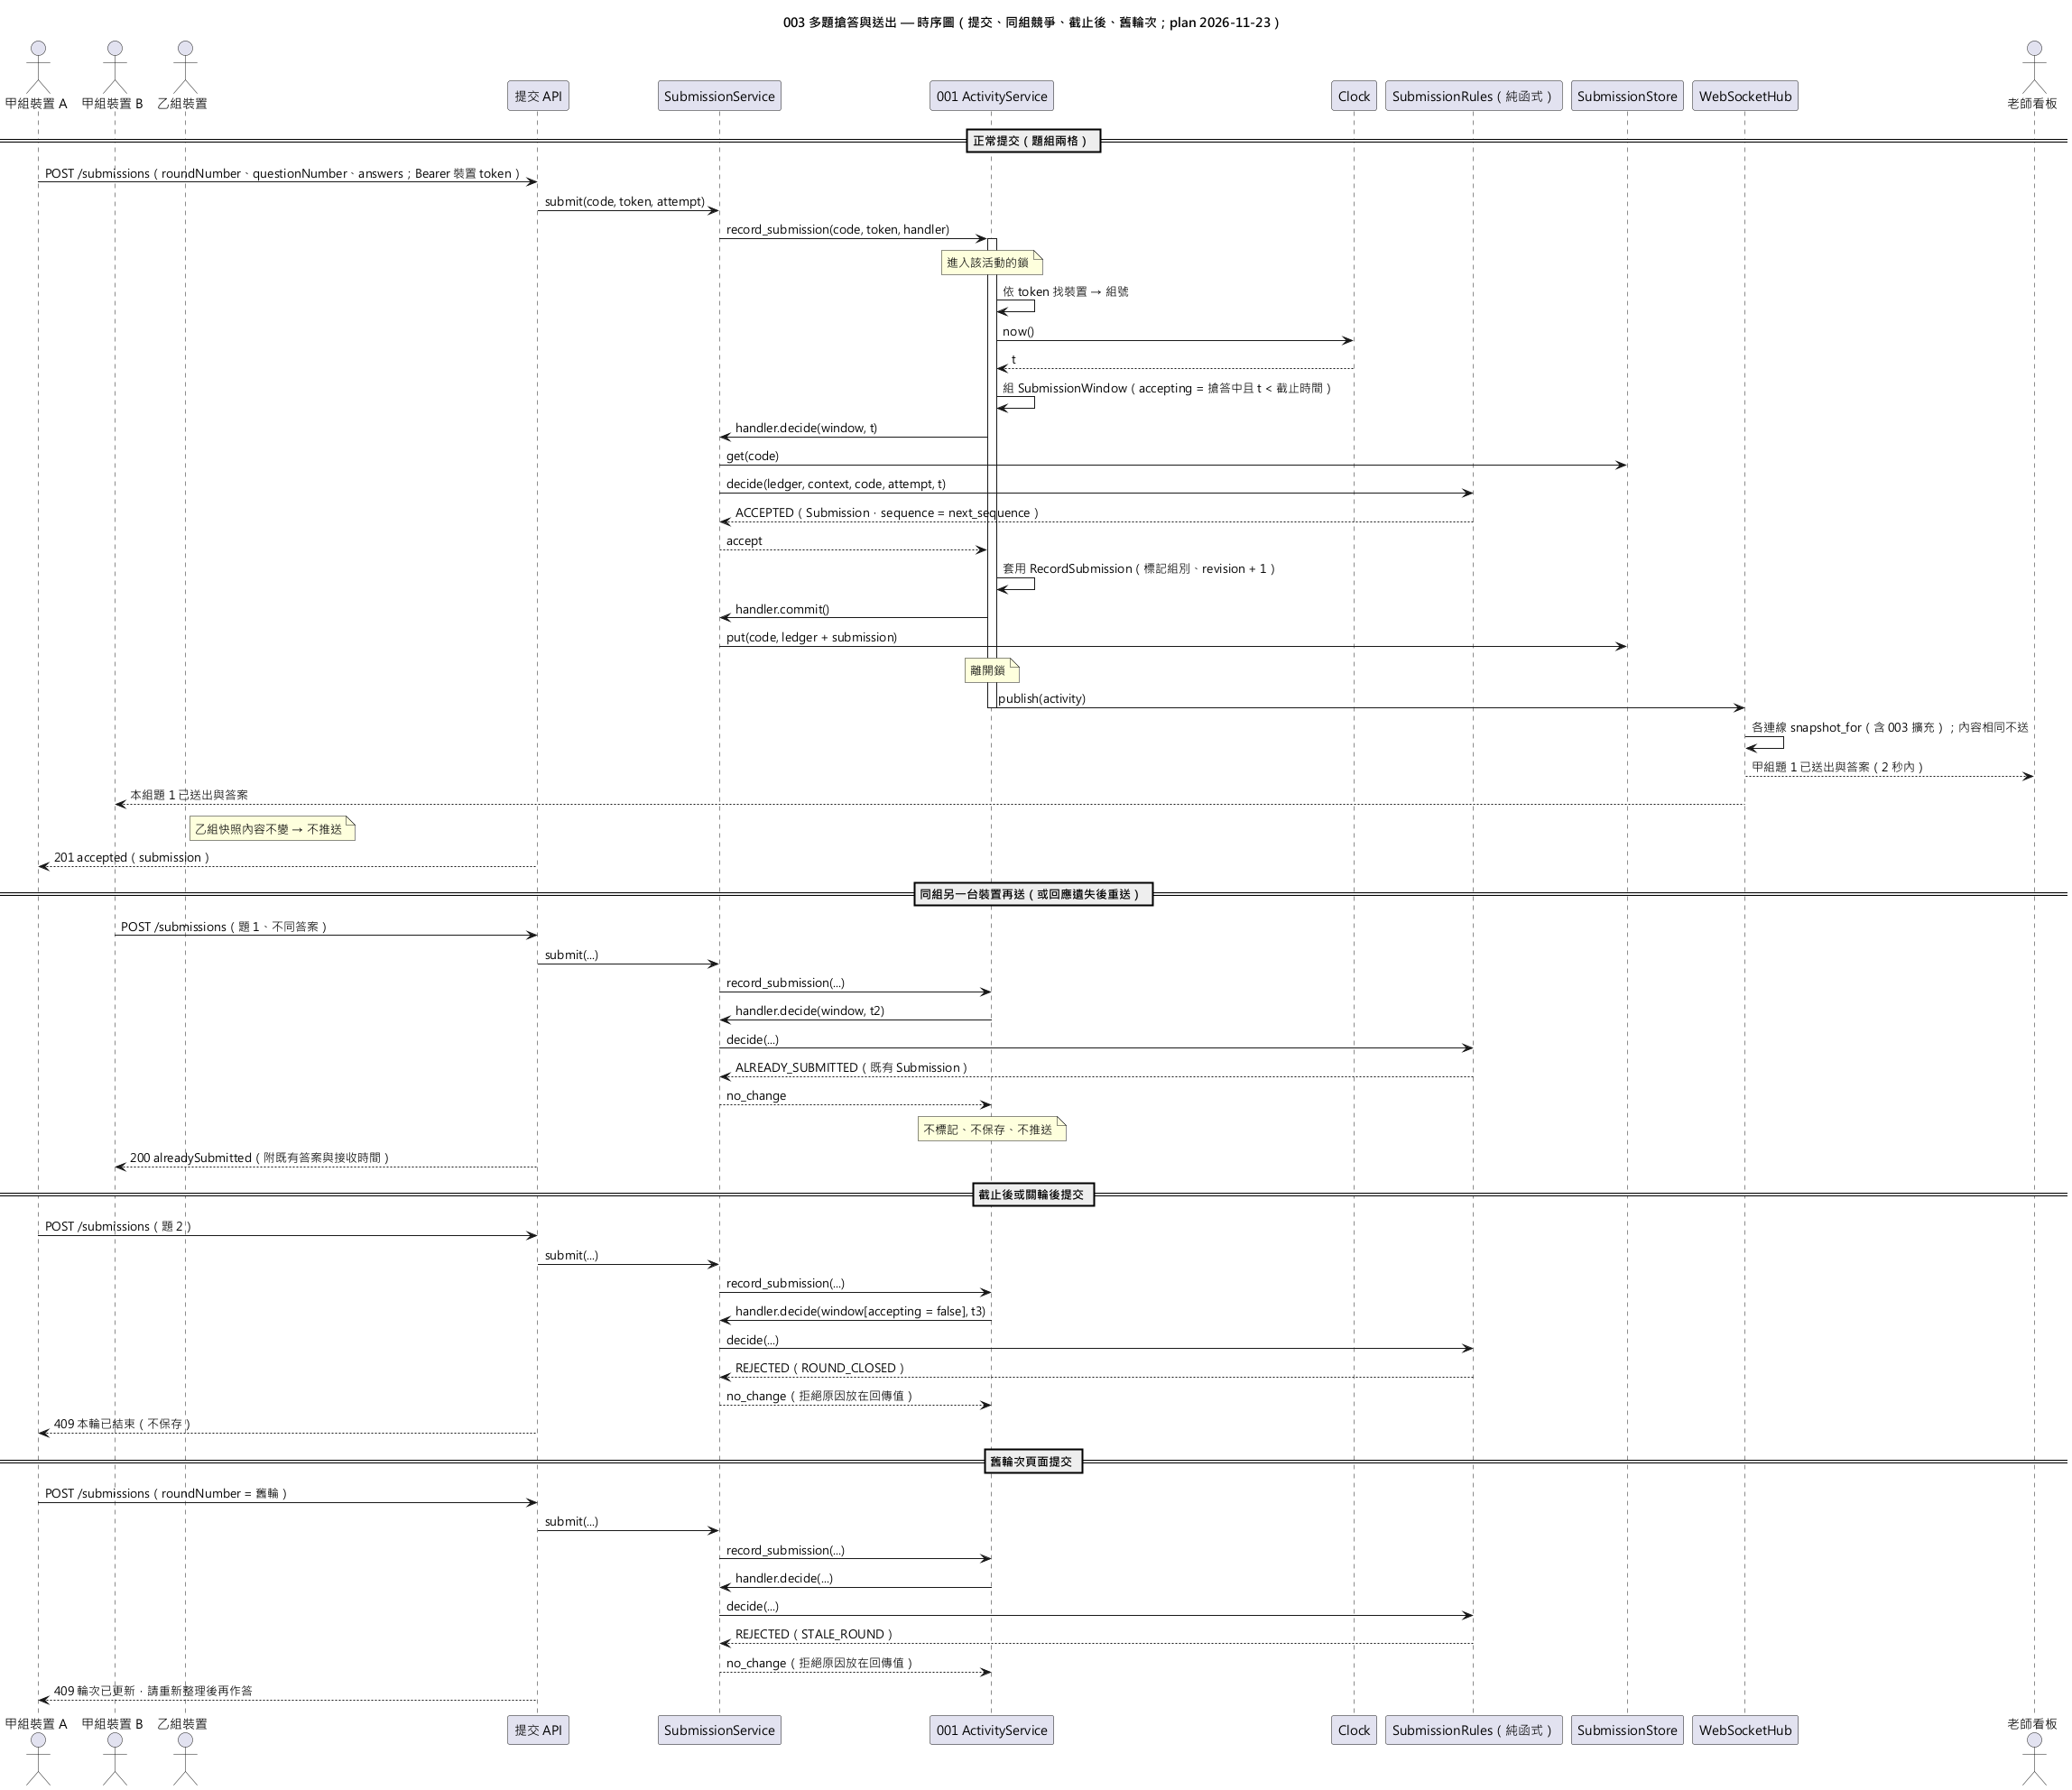 003 多題搶答與送出 — 時序圖（提交、同組競爭、截止後、舊輪次；plan 2026-11-23）
甲組裝置 A
甲組裝置 B
乙組裝置
提交 API
SubmissionService
001 ActivityService
Clock
SubmissionRules（純函式）
SubmissionStore
WebSocketHub
老師看板
正常提交（題組兩格）
POST /submissions（roundNumber、questionNumber、answers；Bearer 裝置 token）
submit(code, token, attempt)
record_submission(code, token, handler)
進入該活動的鎖
依 token 找裝置 → 組號
now()
t
組 SubmissionWindow（accepting = 搶答中且 t < 截止時間）
handler.decide(window, t)
get(code)
decide(ledger, context, code, attempt, t)
ACCEPTED（Submission，sequence = next_sequence）
accept
套用 RecordSubmission（標記組別、revision + 1）
handler.commit()
put(code, ledger + submission)
離開鎖
publish(activity)
各連線 snapshot_for（含 003 擴充）；內容相同不送
甲組題 1 已送出與答案（2 秒內）
本組題 1 已送出與答案
乙組快照內容不變 → 不推送
201 accepted（submission）
同組另一台裝置再送（或回應遺失後重送）
POST /submissions（題 1、不同答案）
submit(...)
record_submission(...)
handler.decide(window, t2)
decide(...)
ALREADY_SUBMITTED（既有 Submission）
no_change
不標記、不保存、不推送
200 alreadySubmitted（附既有答案與接收時間）
截止後或關輪後提交
POST /submissions（題 2）
submit(...)
record_submission(...)
handler.decide(window[accepting = false], t3)
decide(...)
REJECTED（ROUND_CLOSED）
no_change（拒絕原因放在回傳值）
409 本輪已結束（不保存）
舊輪次頁面提交
POST /submissions（roundNumber = 舊輪）
submit(...)
record_submission(...)
handler.decide(...)
decide(...)
REJECTED（STALE_ROUND）
no_change（拒絕原因放在回傳值）
409 輪次已更新，請重新整理後再作答
甲組裝置 A
甲組裝置 B
乙組裝置
提交 API
SubmissionService
001 ActivityService
Clock
SubmissionRules（純函式）
SubmissionStore
WebSocketHub
老師看板